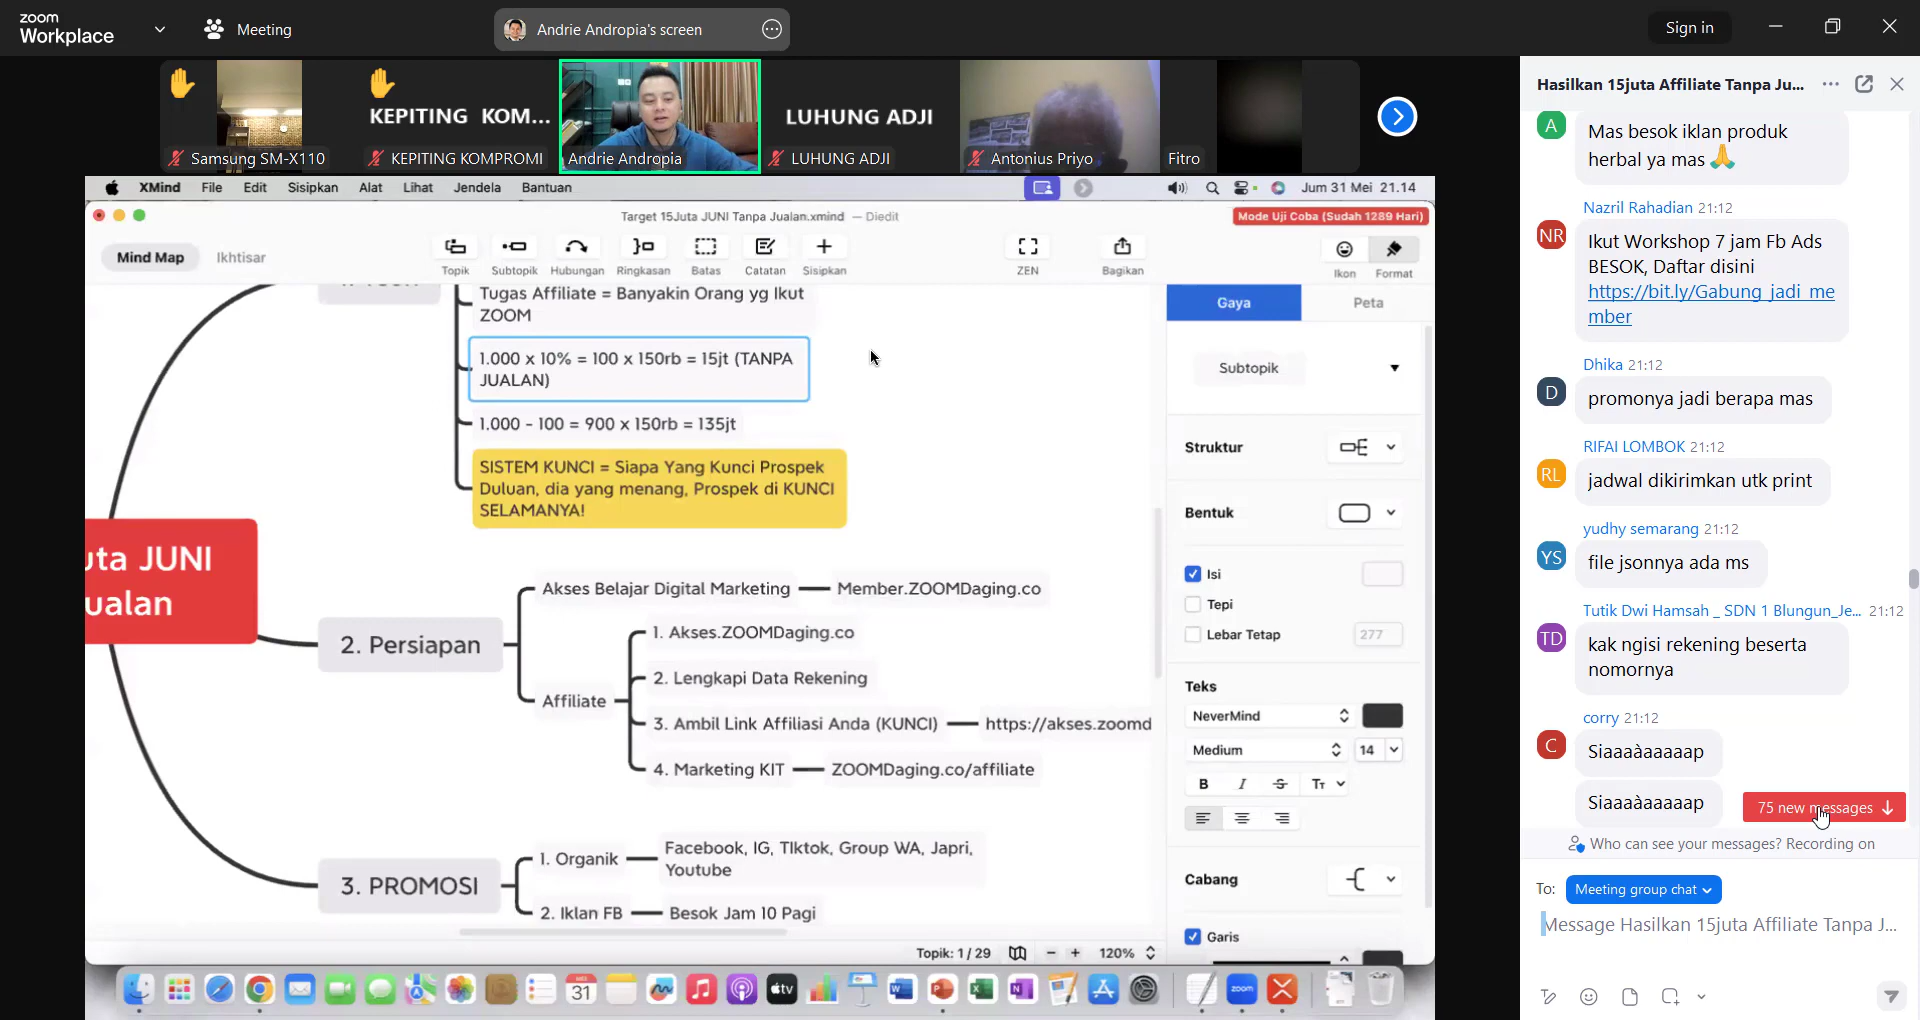 zoom
Workplace
Meeting
Andrie Andropia's screen
Sign in
Samsung SM-X110
KEPITING KOM...
KEPITING KOMPROMI
Andrie Andropia
LUHUNG ADJI
LUHUNG ADJI
Antonius Priyo
Fitro
XMind File Edit Sisipkan Alat Lihat Jendela Bantuan
Jum 31 Mei 21.14
Target 15Juta JUNI Tanpa Jualan.xmind — Diedit
Mode Uji Coba (Sudah 1289 Hari)
Mind Map
Ikhtisar
Topik
Subtopik
Hubungan
Ringkasan
Batas
Catatan
Sisipkan
ZEN
Bagikan
Ikon
Format
Tugas Affiliate = Banyakin Orang yg Ikut
ZOOM
1.000 x 10% = 100 x 150rb = 15jt (TANPA
JUALAN)
1.000 - 100 = 900 x 150rb = 135jt
SISTEM KUNCI = Siapa Yang Kunci Prospek
Duluan, dia yang menang, Prospek di KUNCI
SELAMANYA!
uta JUNI
ualan
2. Persiapan
Akses Belajar Digital Marketing
Member.ZOOMDaging.co
Affiliate
1. Akses.ZOOMDaging.co
2. Lengkapi Data Rekening
3. Ambil Link Affiliasi Anda (KUNCI)
https://akses.zoomd
4. Marketing KIT
ZOOMDaging.co/affiliate
3. PROMOSI
1. Organik
Facebook, IG, TIktok, Group WA, Japri,
Youtube
2. Iklan FB
Besok Jam 10 Pagi
Topik: 1 / 29
120%
Gaya
Peta
Subtopik
Struktur
Bentuk
Isi
Tepi
Lebar Tetap
277
Teks
NeverMind
Medium
14
B I S Tт
Cabang
Garis
MEI
31
tv
W
P
X
N
zoom
Hasilkan 15juta Affiliate Tanpa Ju...
A
Mas besok iklan produk
herbal ya mas
Nazril Rahadian 21:12
NR
Ikut Workshop 7 jam Fb Ads
BESOK, Daftar disini
https://bit.ly/Gabung_jadi_me
mber
Dhika 21:12
D
promonya jadi berapa mas
RIFAI LOMBOK 21:12
RL
jadwal dikirimkan utk print
yudhy semarang 21:12
YS
file jsonnya ada ms
Tutik Dwi Hamsah _ SDN 1 Blungun_Je... 21:12
TD
kak ngisi rekening beserta
nomornya
corry 21:12
C
Siaaaàaaaaap
Siaaaàaaaaap
75 new messages
Who can see your messages? Recording on
To: Meeting group chat
Message Hasilkan 15juta Affiliate Tanpa J...